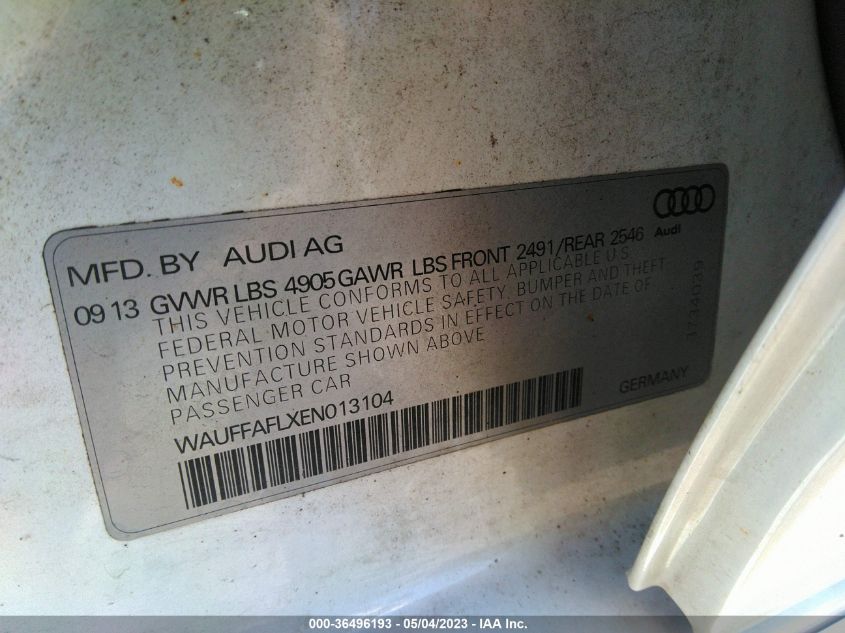 Audi
MFD. BY AUDI AG
09 13 GVWR LBS 4905 GAWR LBS FRONT 2491/REAR 2546
THIS VEHICLE CONFORMS TO ALL APPLICABLE U.S.
FEDERAL MOTOR VEHICLE SAFETY, BUMPER AND THEFT
PREVENTION STANDARDS IN EFFECT ON THE DATE OF
MANUFACTURE SHOWN ABOVE
PASSENGER CAR
WAUFFAFLXEN013104
GERMANY
3734039
000-36496193 - 05/04/2023 - IAA Inc.